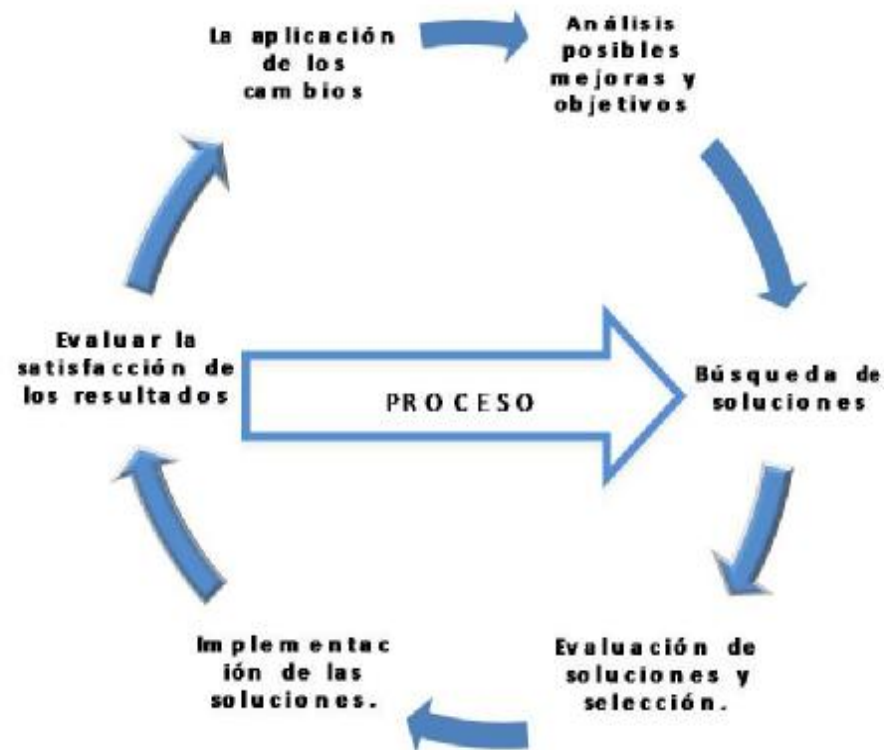 La aplicación
de los
cambios
Análisis
posibles
mejoras y
objetivos
Búsqueda de
soluciones
Evaluación de
soluciones y
selección.
Implementac
ión de las
soluciones.
Evaluar la
satisfacción de
los resultados
PROCESO